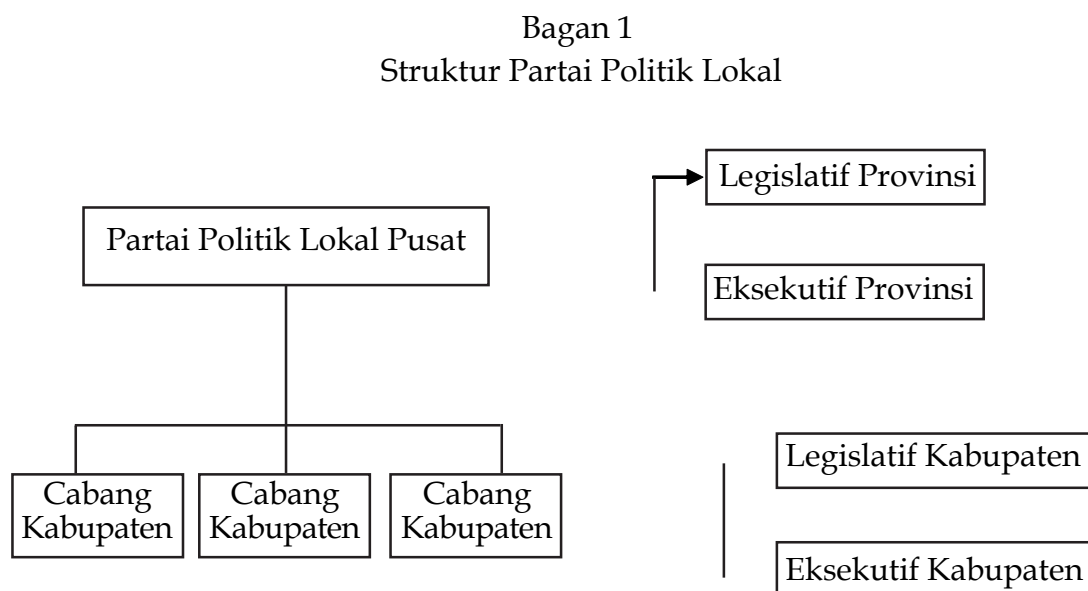 Bagan 1
Struktur Partai Politik Lokal
Legislatif Provinsi
Partai Politik Lokal Pusat
Eksekutif Provinsi
Legislatif Kabupaten
Cabang
Kabupaten
Cabang
Kabupaten
Cabang
Kabupaten
Eksekutif Kabupaten